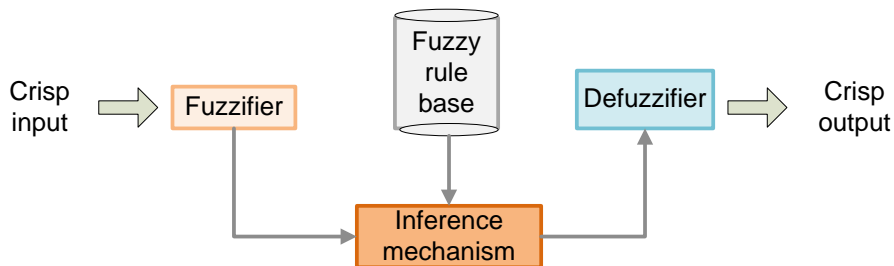 Crisp
input
Fuzzifier
Fuzzy
rule
base
Defuzzifier
Crisp
output
Inference
mechanism